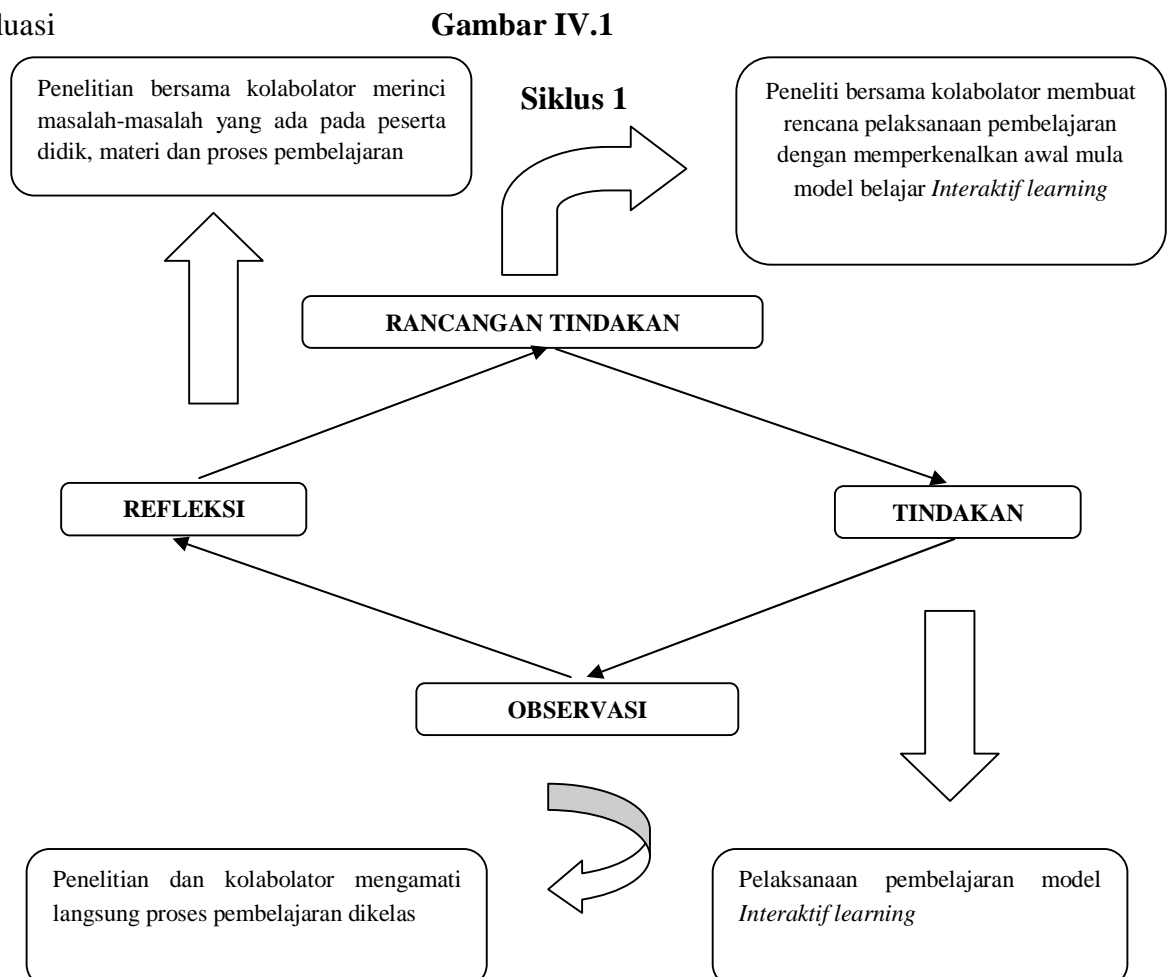 luasi
Gambar IV.1
Penelitian bersama kolabolator merinci
masalah-masalah yang ada pada peserta
didik, materi dan proses pembelajaran
Siklus 1
Peneliti bersama kolabolator membuat
rencana pelaksanaan pembelajaran
dengan memperkenalkan awal mula
model belajar Interaktif learning
RANCANGAN TINDAKAN
REFLEKSI
TINDAKAN
OBSERVASI
Penelitian dan kolabolator mengamati
langsung proses pembelajaran dikelas
Pelaksanaan pembelajaran model
Interaktif learning